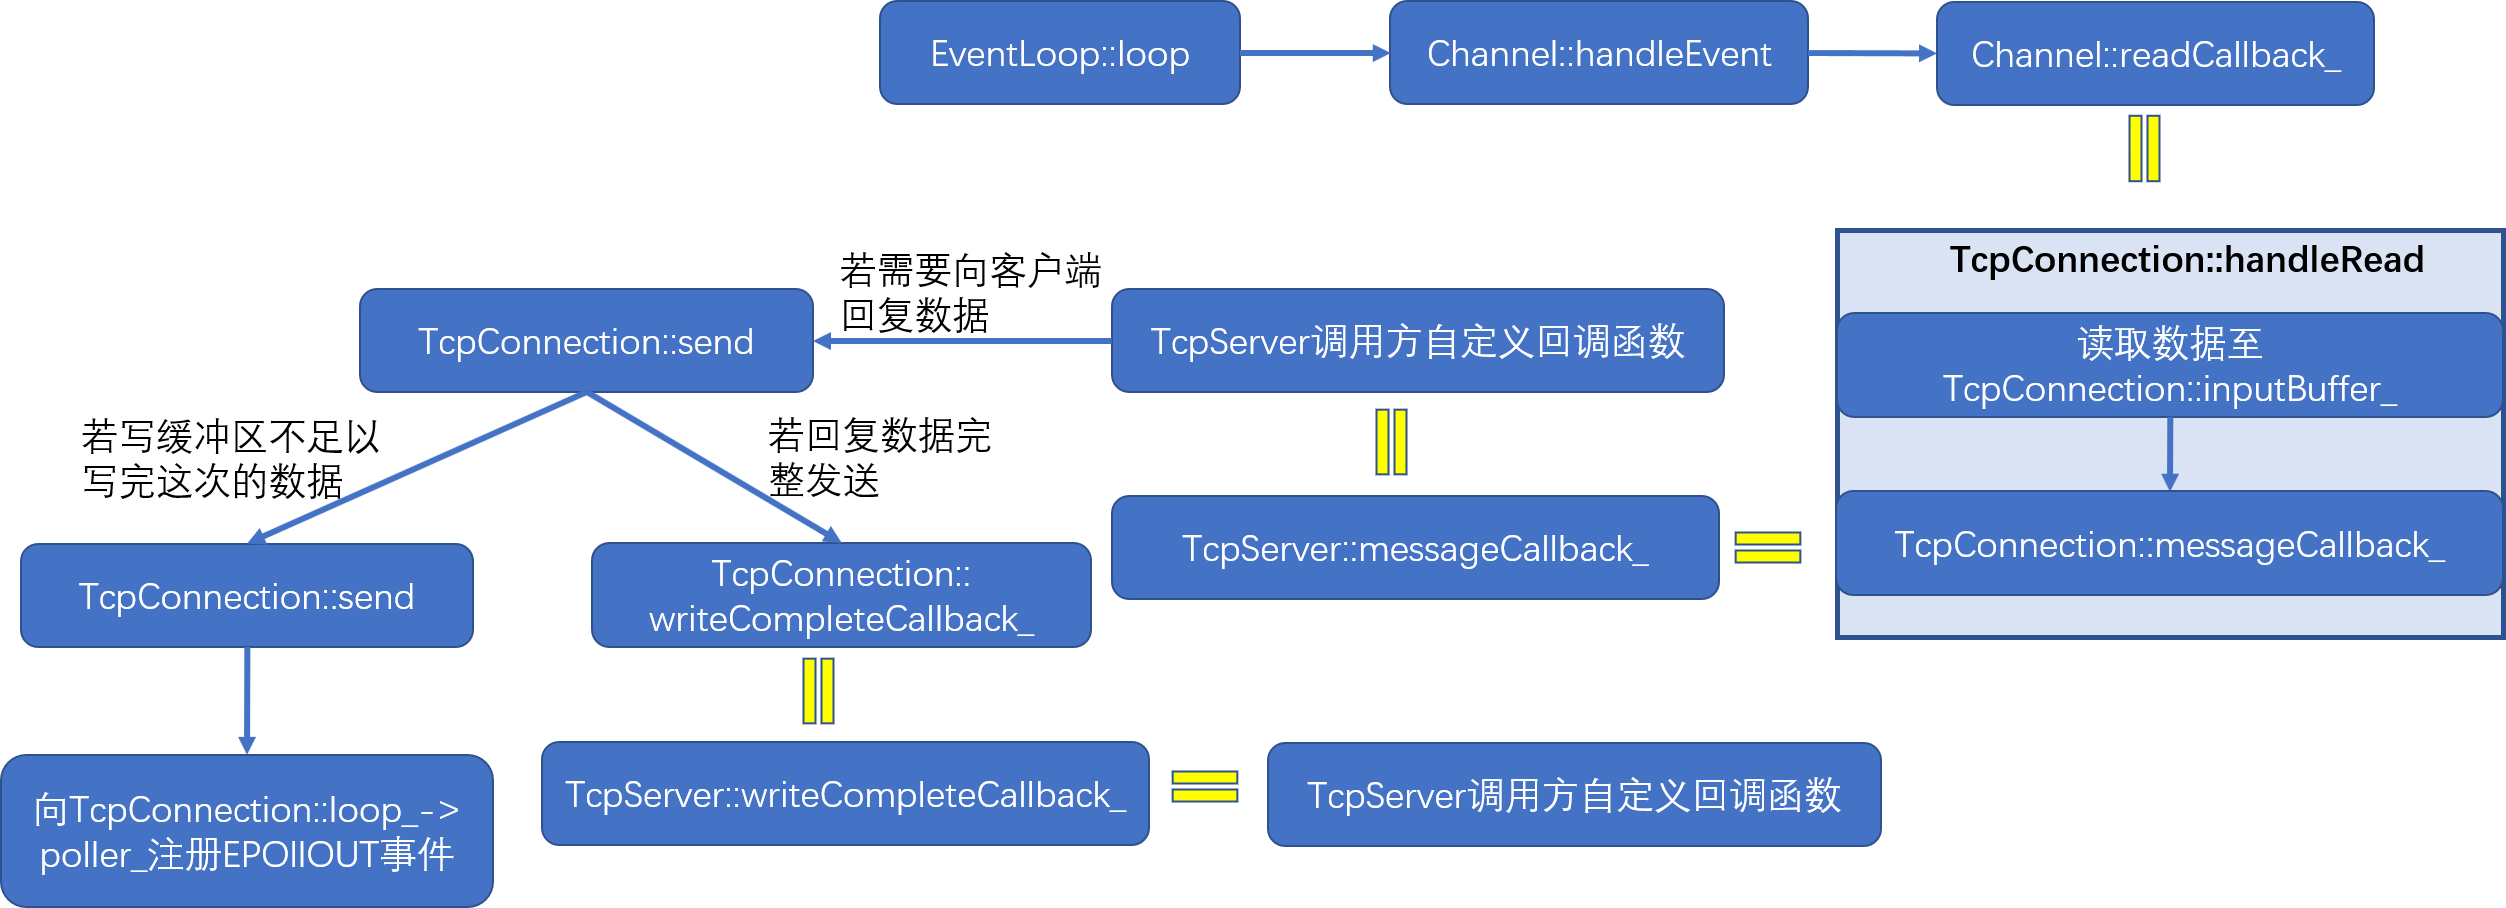 EventLoop::loop
Channel::handleEvent
Channel::readCallback_
TcpConnection::handleRead
读取数据至
TcpConnection::inputBuffer_
TcpConnection::messageCallback_
TcpServer::messageCallback_
TcpServer调用方自定义回调函数
若需要向客户端
回复数据
TcpConnection::send
若写缓冲区不足以
写完这次的数据
若回复数据完
整发送
TcpConnection::send
TcpConnection::
writeCompleteCallback_
向TcpConnection::loop_->
poller_注册EPOllOUT事件
TcpServer::writeCompleteCallback_
TcpServer调用方自定义回调函数